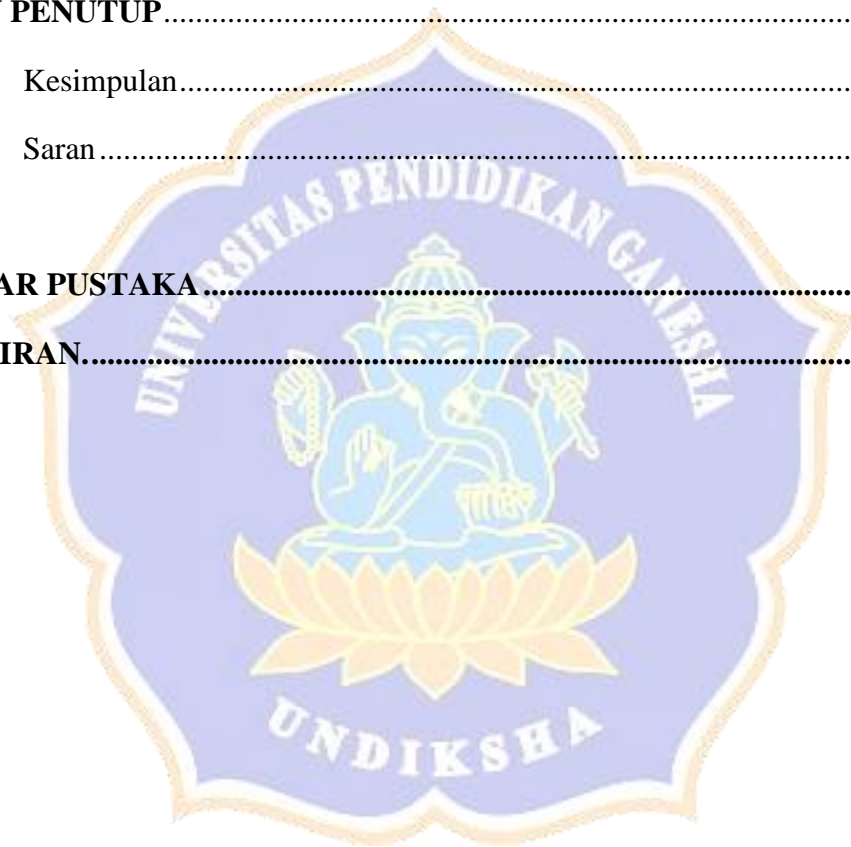 PENUTUP....................................................................................
Kesimpulan....................................................................................
Saran....................................................................................
AR PUSTAKA....................................................................................
IRAN....................................................................................
UNIVERSITAS PENDIDIKAN GANESHA
UNDIKSHA